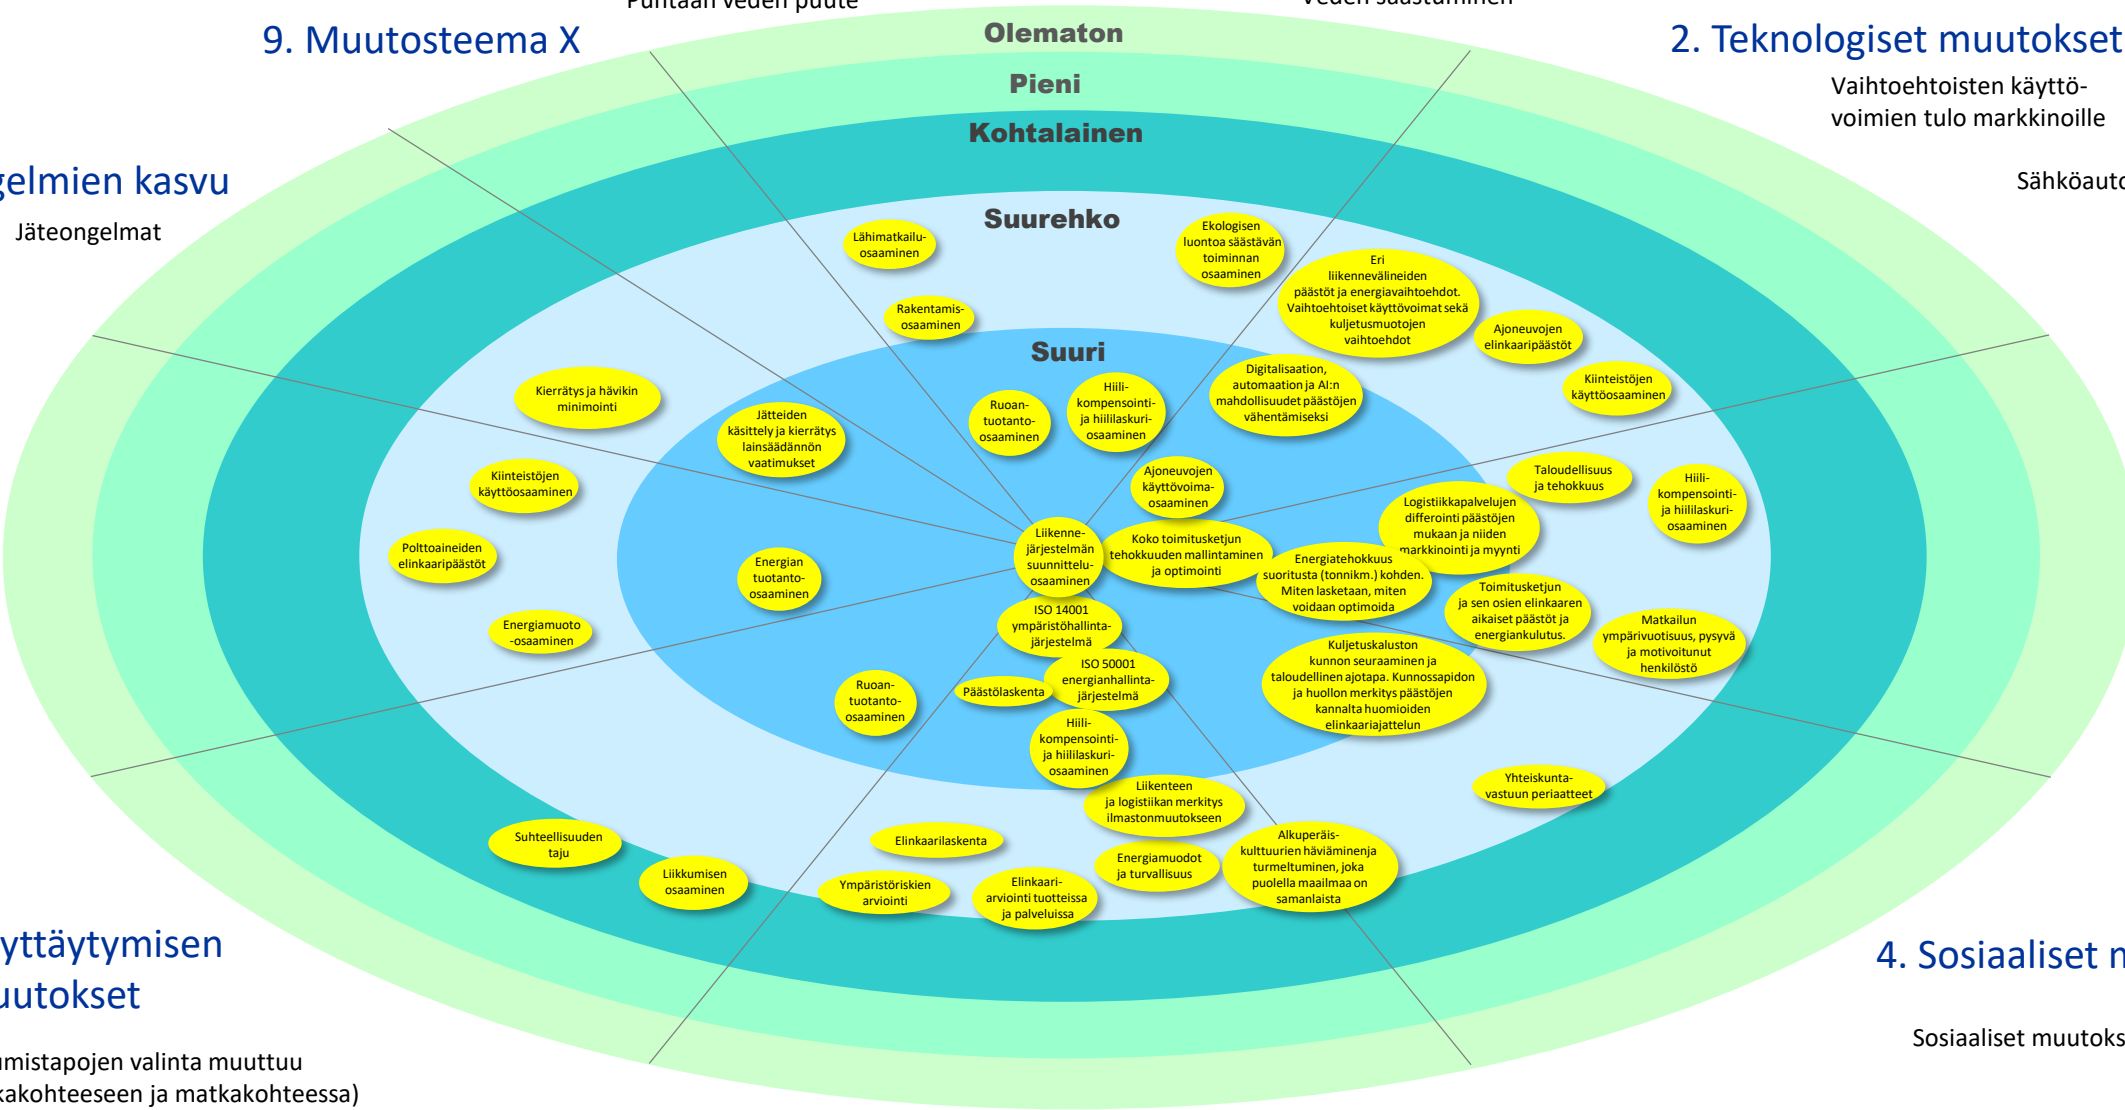 Puhtaan veden puute
Veden saastuminen
9. Muutosteema X
2. Teknologiset muutokset
Vaihtoehtoisten käyttö-
voimien tulo markkinoille
Sähköauto
gelmien kasvu
Jäteongelmat
Olematon
Pieni
Kohtalainen
Suurehko
Suuri
Lähimatkailu-
osaaminen
Rakentamis-
osaaminen
Ekologisen
luontoa säästävän
toiminnan
osaaminen
Eri
liikennevälineiden
päästöt ja energiavaihtoehdot.
Vaihtoehtoiset käyttövoimat sekä
kuljetusmuotojen
vaihtoehdot
Ajoneuvojen
elinkaaripäästöt
Kiinteistöjen
käyttöosaaminen
Digitalisaation,
automaation ja AI:n
mahdollisuudet päästöjen
vähentämiseksi
Hiili-
kompensointi-
ja hiililaskuri-
osaaminen
Ruoan-
tuotanto-
osaaminen
Kierrätys ja hävikin
minimointi
Jätteiden
käsittely ja kierrätys
lainsäädännön
vaatimukset
Kiinteistöjen
käyttöosaaminen
Polttoaineiden
elinkaaripäästöt
Energian
tuotanto-
osaaminen
Energiamuoto
-osaaminen
Ajoneuvojen
käyttövoima-
osaaminen
Taloudellisuus
ja tehokkuus
Hiili-
kompensointi-
ja hiililaskuri-
osaaminen
Logistiikkapalvelujen
differointi päästöjen
mukaan ja niiden
markkinointi ja myynti
Liikenne-
järjestelmän
suunnittelu-
osaaminen
Koko toimitusketjun
tehokkuuden mallintaminen
ja optimointi
Energiatehokkuus
suoritusta (tonnikm.) kohden.
Miten lasketaan, miten
voidaan optimoida
Toimitusketjun
ja sen osien elinkaaren
aikaiset päästöt ja
energiankulutus.
Matkailun
ympärivuotisuus, pysyvä
ja motivoitunut
henkilöstö
ISO 14001
ympäristöhallinta-
järjestelmä
ISO 50001
energianhallinta-
järjestelmä
Päästölaskenta
Ruoan-
tuotanto-
osaaminen
Hiili-
kompensointi-
ja hiililaskuri-
osaaminen
Kuljetuskaluston
kunnon seuraaminen ja
taloudellinen ajotapa. Kunnossapidon
ja huollon merkitys päästöjen
kannalta huomioiden
elinkaariajattelun
Yhteiskunta-
vastuun periaatteet
Liikenteen
ja logistiikan merkitys
ilmastonmuutokseen
Suhteellisuuden
taju
Liikkumisen
osaaminen
Elinkaarilaskenta
Ympäristöriskien
arviointi
Elinkaari-
arviointi tuotteissa
ja palveluissa
Energiamuodot
ja turvallisuus
Alkuperäis-
kulttuurien häviäminenja
turmeltuminen, joka
puolella maailmaa on
samanlaista
yttäytymisen
uutokset
umistapojen valinta muuttuu
kakohteeseen ja matkakohteessa)
4. Sosiaaliset m
Sosiaaliset muutoks